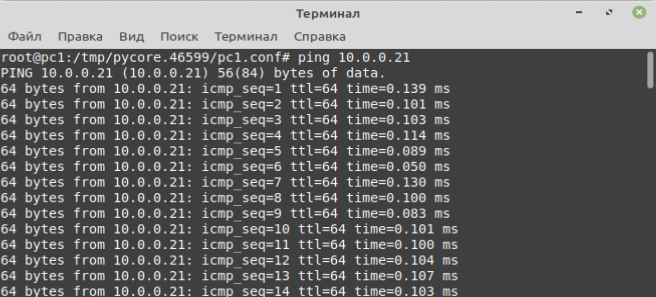 Терминал
Файл Правка Вид Поиск Терминал Справка
root@pc1:/tmp/pycore.46599/pc1.conf# ping 10.0.0.21
PING 10.0.0.21 (10.0.0.21) 56(84) bytes of data.
64 bytes from 10.0.0.21: icmp_seq=1 ttl=64 time=0.139 ms
64 bytes from 10.0.0.21: icmp_seq=2 ttl=64 time=0.101 ms
64 bytes from 10.0.0.21: icmp_seq=3 ttl=64 time=0.103 ms
64 bytes from 10.0.0.21: icmp_seq=4 ttl=64 time=0.114 ms
64 bytes from 10.0.0.21: icmp_seq=5 ttl=64 time=0.089 ms
64 bytes from 10.0.0.21: icmp_seq=6 ttl=64 time=0.050 ms
64 bytes from 10.0.0.21: icmp_seq=7 ttl=64 time=0.130 ms
64 bytes from 10.0.0.21: icmp_seq=8 ttl=64 time=0.100 ms
64 bytes from 10.0.0.21: icmp_seq=9 ttl=64 time=0.083 ms
64 bytes from 10.0.0.21: icmp_seq=10 ttl=64 time=0.101 ms
64 bytes from 10.0.0.21: icmp_seq=11 ttl=64 time=0.100 ms
64 bytes from 10.0.0.21: icmp_seq=12 ttl=64 time=0.104 ms
64 bytes from 10.0.0.21: icmp_seq=13 ttl=64 time=0.107 ms
64 bytes from 10.0.0.21: icmp_seq=14 ttl=64 time=0.103 ms